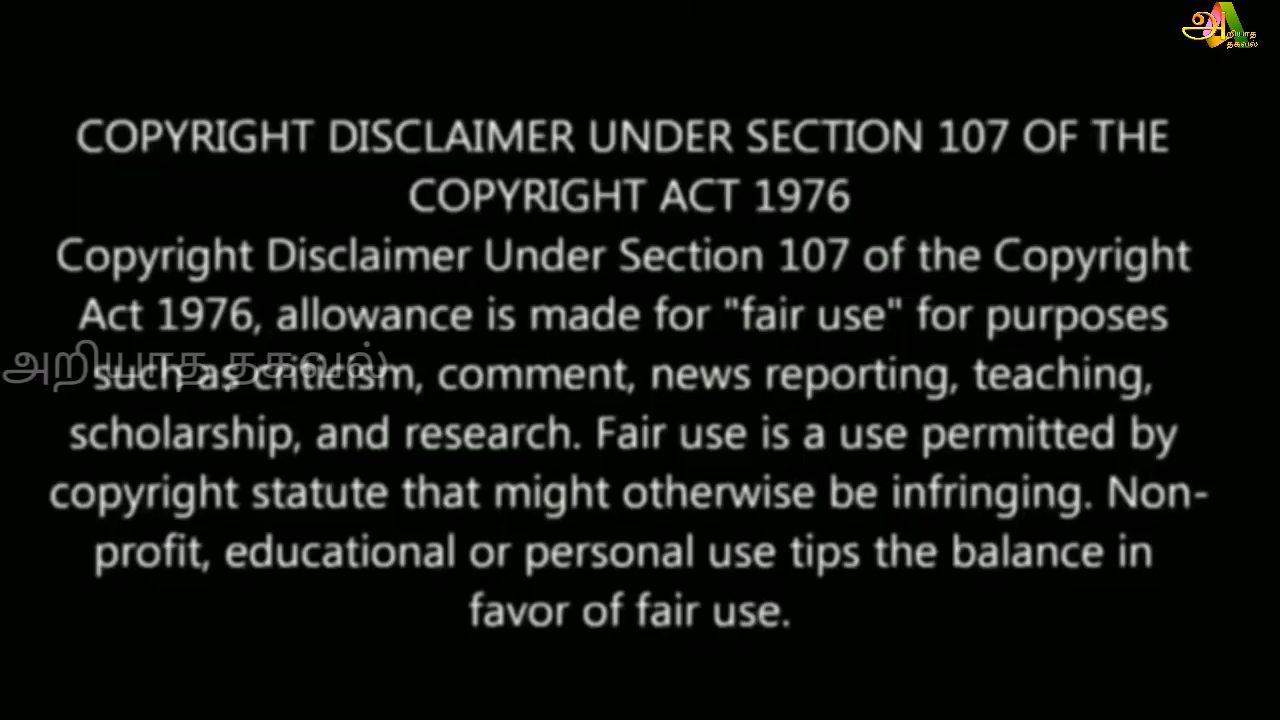 அறியாத
தகவல்
COPYRIGHT DISCLAIMER UNDER SECTION 107 OF THE
COPYRIGHT ACT 1976
Copyright Disclaimer Under Section 107 of the Copyright
Act 1976, allowance is made for "fair use" for purposes
அறியாத தகவல்
such as criticism, comment, news reporting, teaching,
scholarship, and research. Fair use is a use permitted by
copyright statute that might otherwise be infringing. Non-
profit, educational or personal use tips the balance in
favor of fair use.